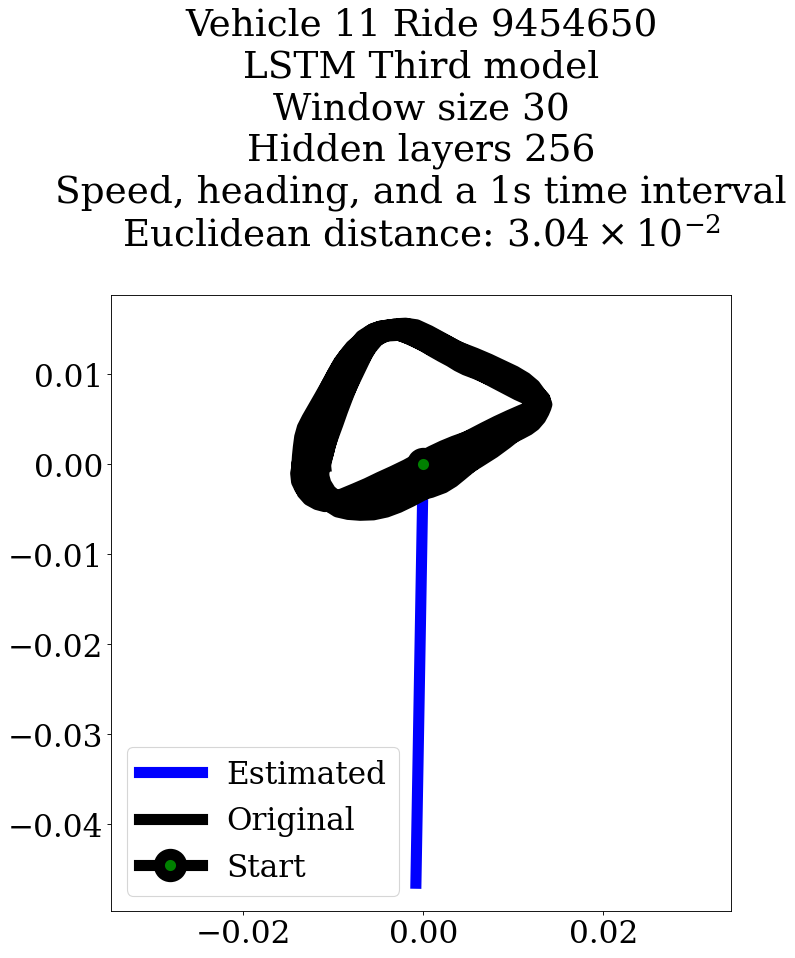 Vehicle 11 Ride 9454650
LSTM Third model
Window size 30
Hidden layers 256
Speed, heading, and a 1s time interval
Euclidean distance: 3.04 × 10⁻²
0.01
0.00
−0.01
−0.02
−0.03
−0.04
Estimated
Original
Start
−0.02
0.00
0.02